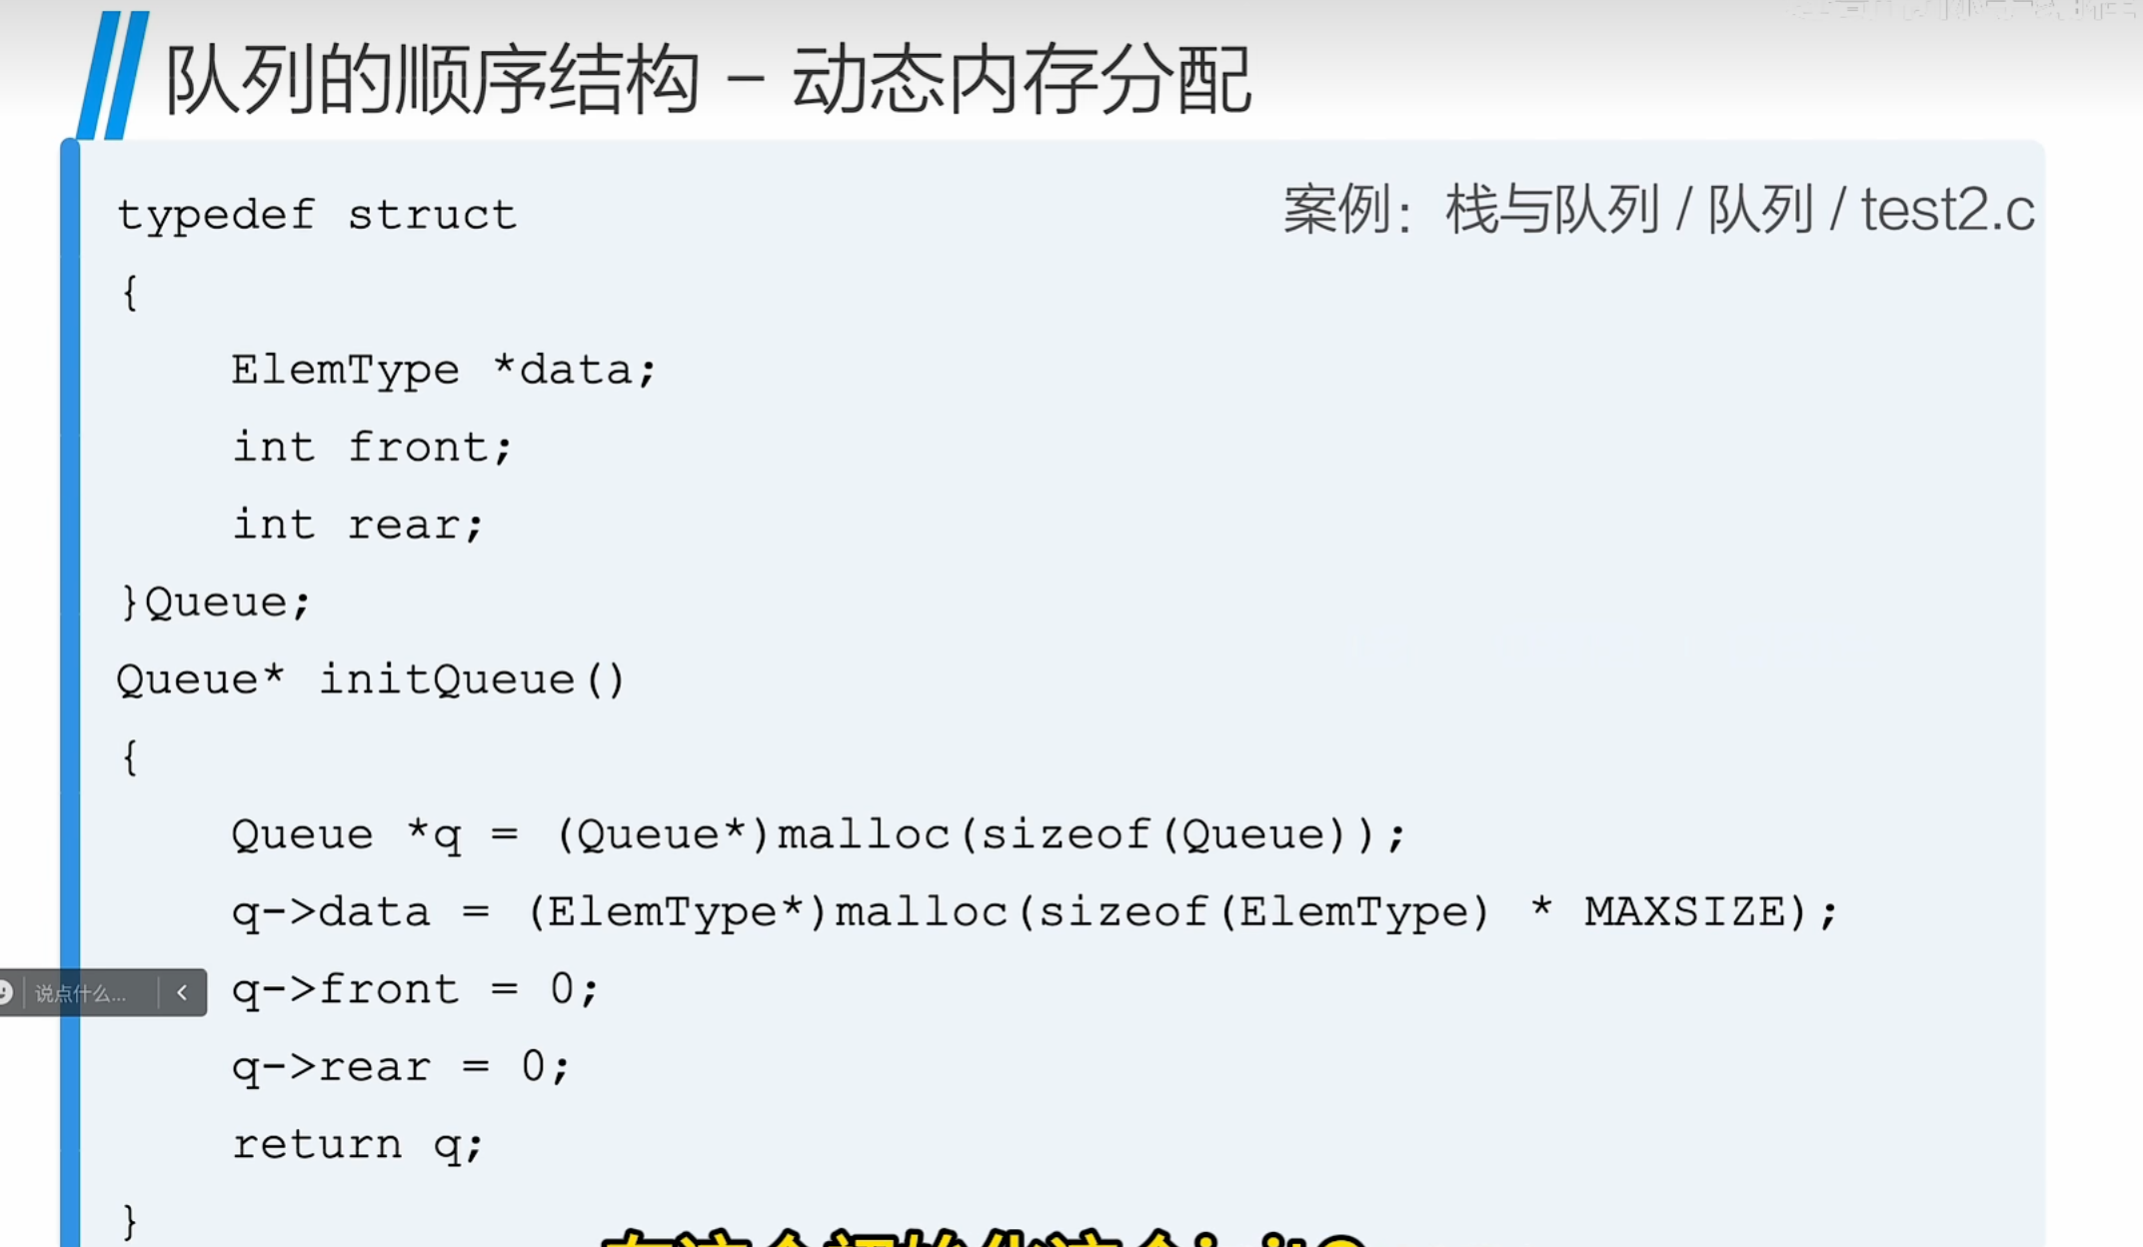 队列的顺序结构 – 动态内存分配
案例：栈与队列 / 队列 / test2.c
typedef struct
{
    ElemType *data;
    int front;
    int rear;
}Queue;
Queue* initQueue()
{
    Queue *q = (Queue*)malloc(sizeof(Queue));
    q->data = (ElemType*)malloc(sizeof(ElemType) * MAXSIZE);
    q->front = 0;
    q->rear = 0;
    return q;
}
说点什么...